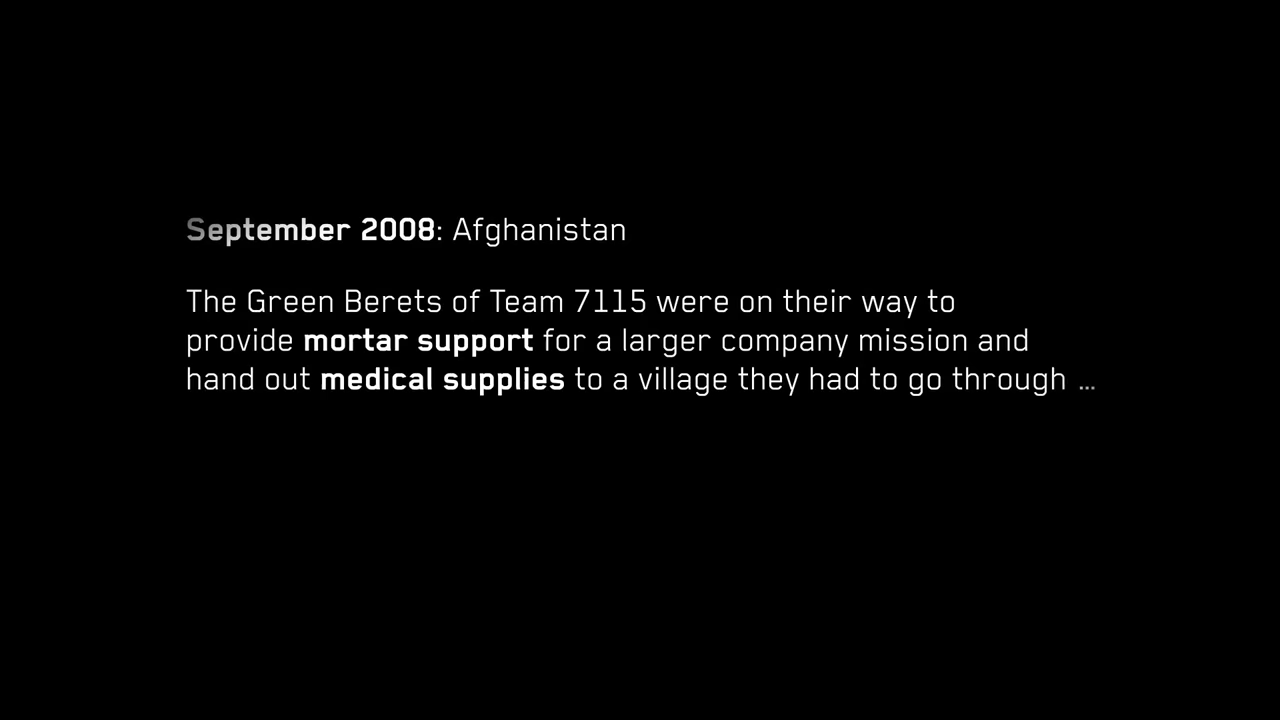 September 2008: Afghanistan
The Green Berets of Team 7115 were on their way to
provide mortar support for a larger company mission and
hand out medical supplies to a village they had to go through ...